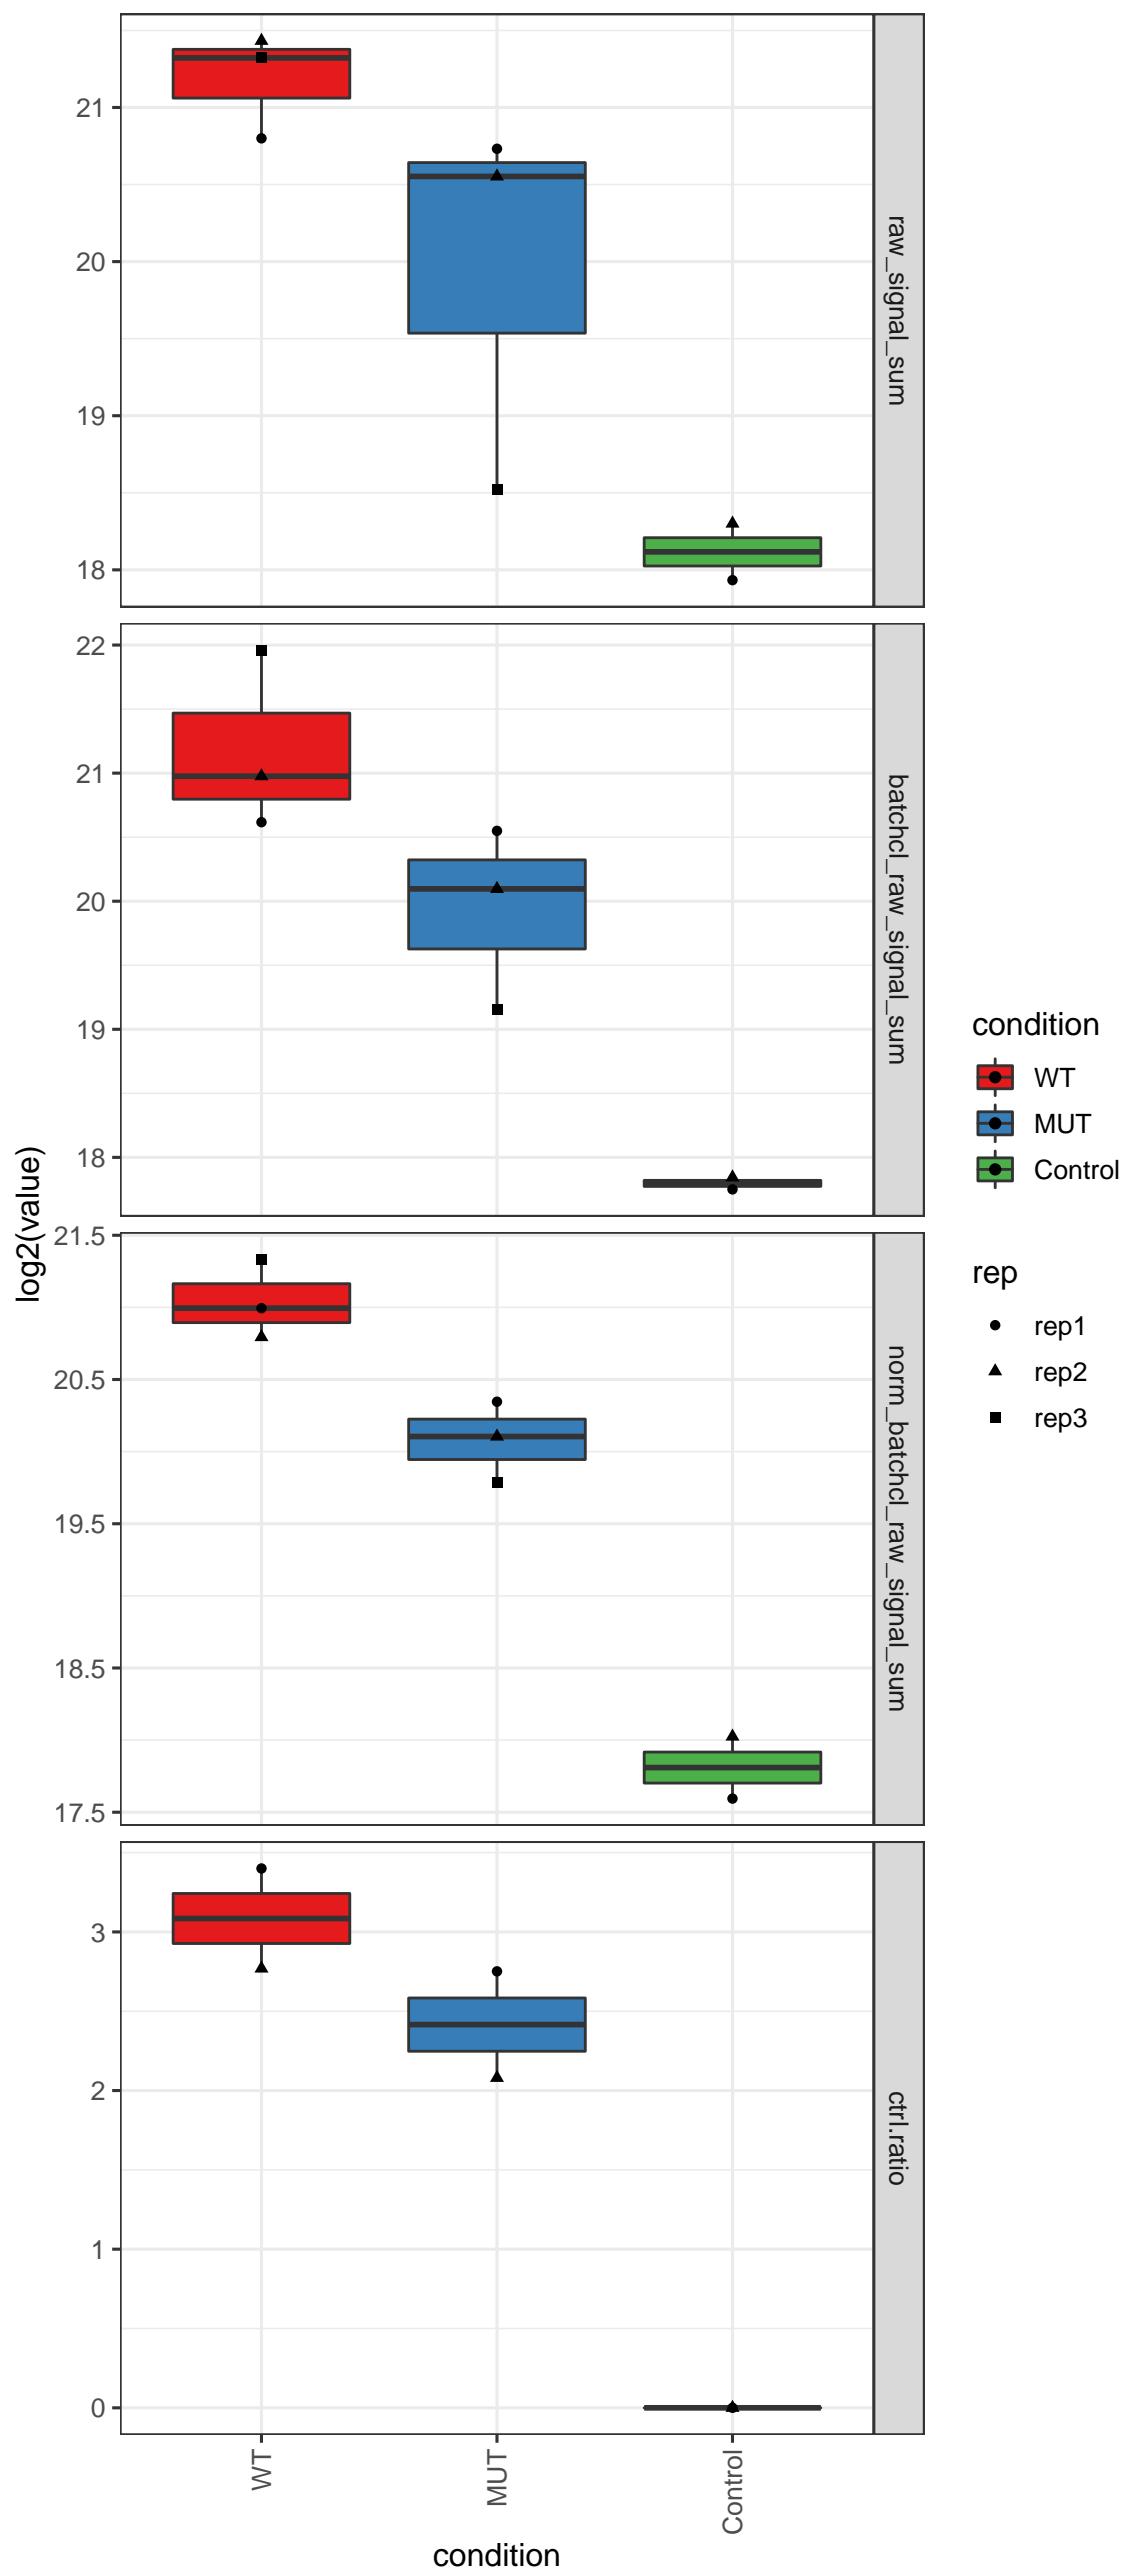 log2(value)
21
20
19
18
raw_signal_sum
22
21
20
19
18
batchcl_raw_signal_sum
21.5
20.5
19.5
18.5
17.5
norm_batchcl_raw_signal_sum
3
2
1
0
ctrl.ratio
WT
MUT
Control
condition
condition
WT
MUT
Control
rep
rep1
rep2
rep3